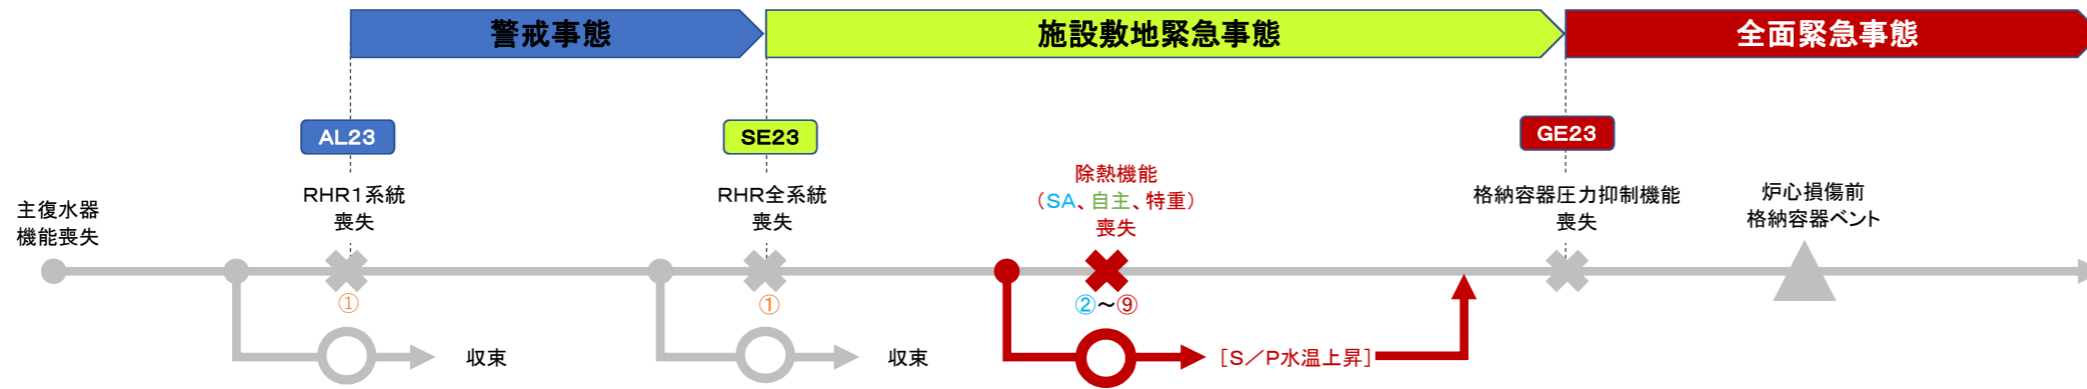 警戒事態
施設敷地緊急事態
全面緊急事態
AL23
SE23
GE23
主復水器
機能喪失
RHR1系統
喪失
RHR全系統
喪失
除熱機能
(SA、自主、特重)
喪失
格納容器圧力抑制機能
喪失
炉心損傷前
格納容器ベント
①
①
②～⑨
収束
収束
[S／P水温上昇]